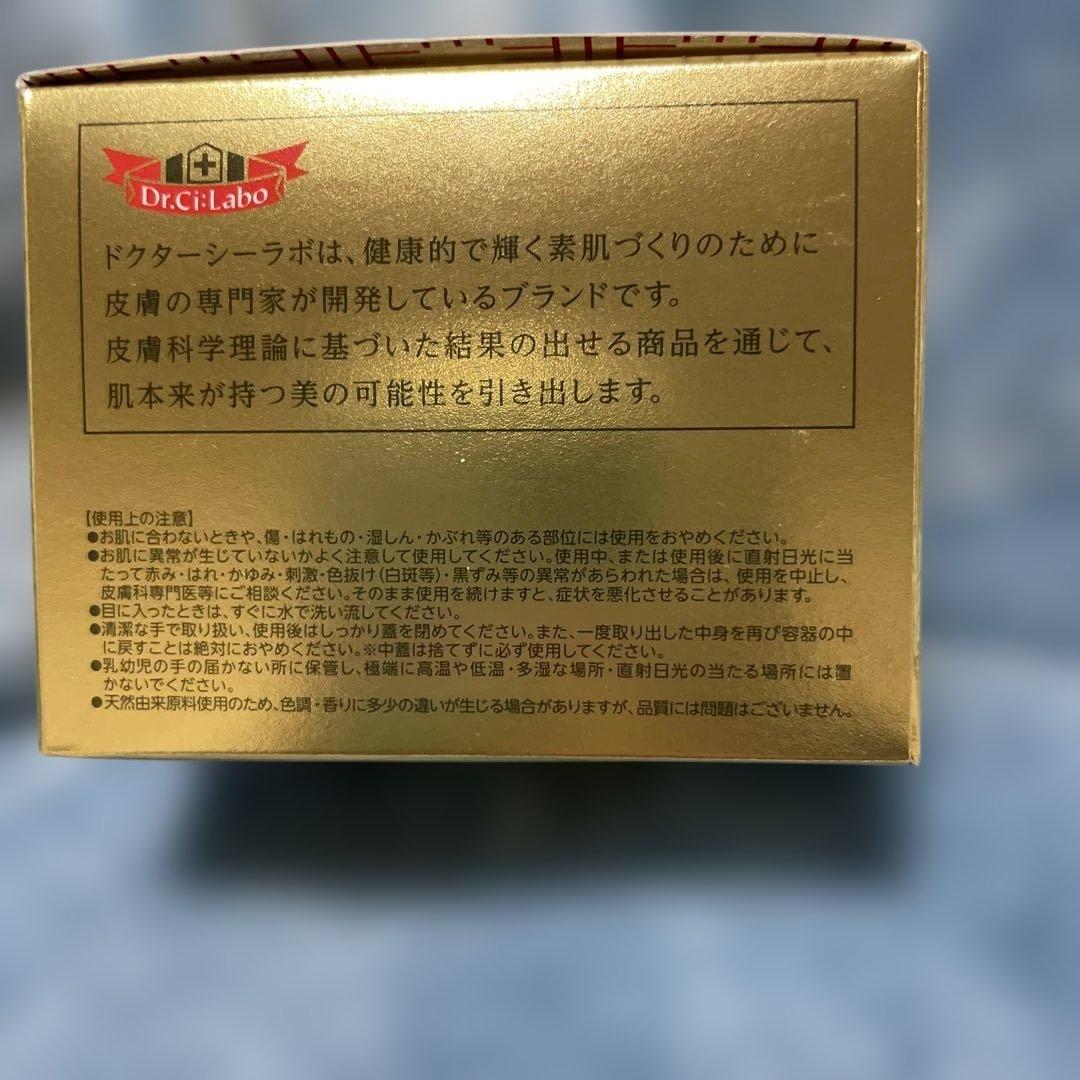 Dr.Ci:Labo
ドクターシーラボは、健康的で輝く素肌づくりのために
皮膚の専門家が開発しているブランドです。
皮膚科学理論に基づいた結果の出せる商品を通じて、
肌本来が持つ美の可能性を引き出します。
【使用上の注意】
●お肌に合わないときや、傷・はれもの・湿しん・かぶれ等のある部位には使用をおやめください。
●お肌に異常が生じていないかよく注意して使用してください。使用中、または使用後に直射日光に当
たって赤み・はれ・かゆみ・刺激・色抜け(白斑等)・黒ずみ等の異常があらわれた場合は、使用を中止し、
皮膚科専門医等にご相談ください。そのまま使用を続けますと、症状を悪化させることがあります。
●目に入ったときは、すぐに水で洗い流してください。
●清潔な手で取り扱い、使用後はしっかり蓋を閉めてください。また、一度取り出した中身を再び容器の中
に戻すことは絶対におやめください。※中蓋は捨てずに必ず使用してください。
●乳幼児の手の届かない所に保管し、極端に高温や低温・多湿な場所・直射日光の当たる場所には置
かないでください。
●天然由来原料使用のため、色調・香りに多少の違いが生じる場合がありますが、品質には問題はございません。